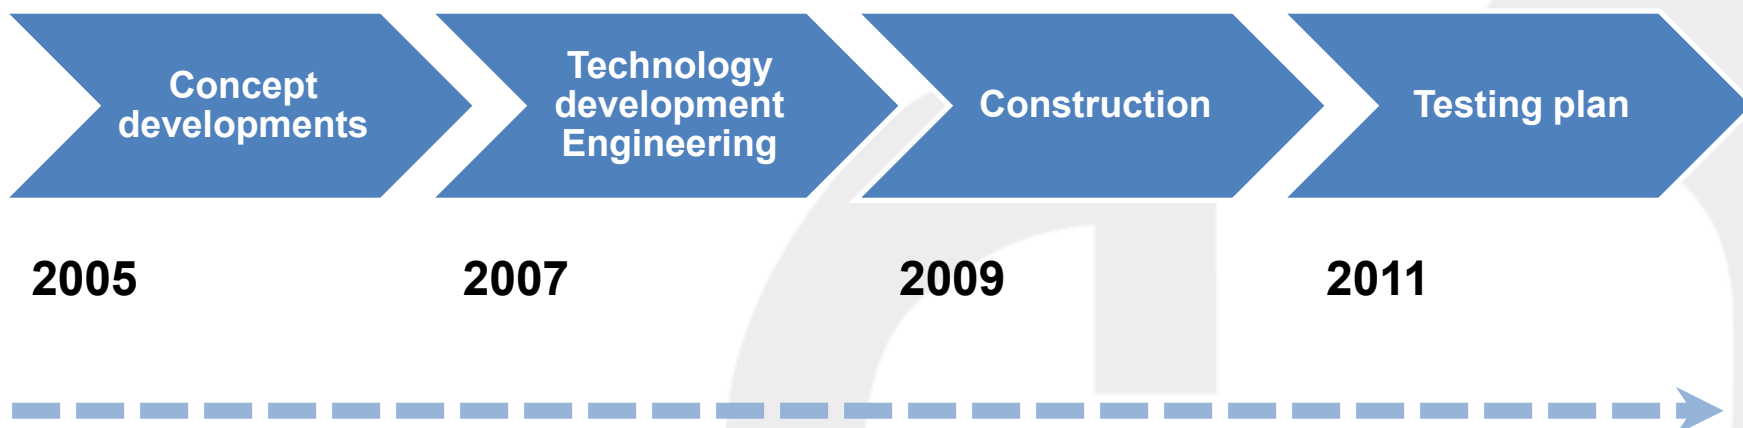 Concept
developments
Technology
development
Engineering
Construction
Testing plan
2005
2007
2009
2011